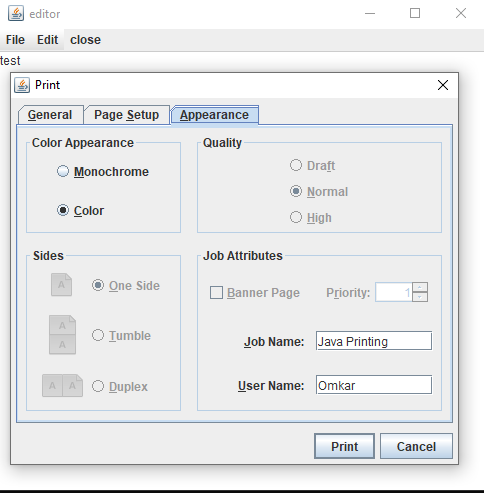 editor
File Edit close
test
Print
General Page Setup Appearance
Color Appearance
Monochrome
Color
Quality
Draft
Normal
High
Sides
A
One Side
A
A
Tumble
A A
Duplex
Job Attributes
Banner Page Priority: 1
Job Name: Java Printing
User Name: Omkar
Print Cancel